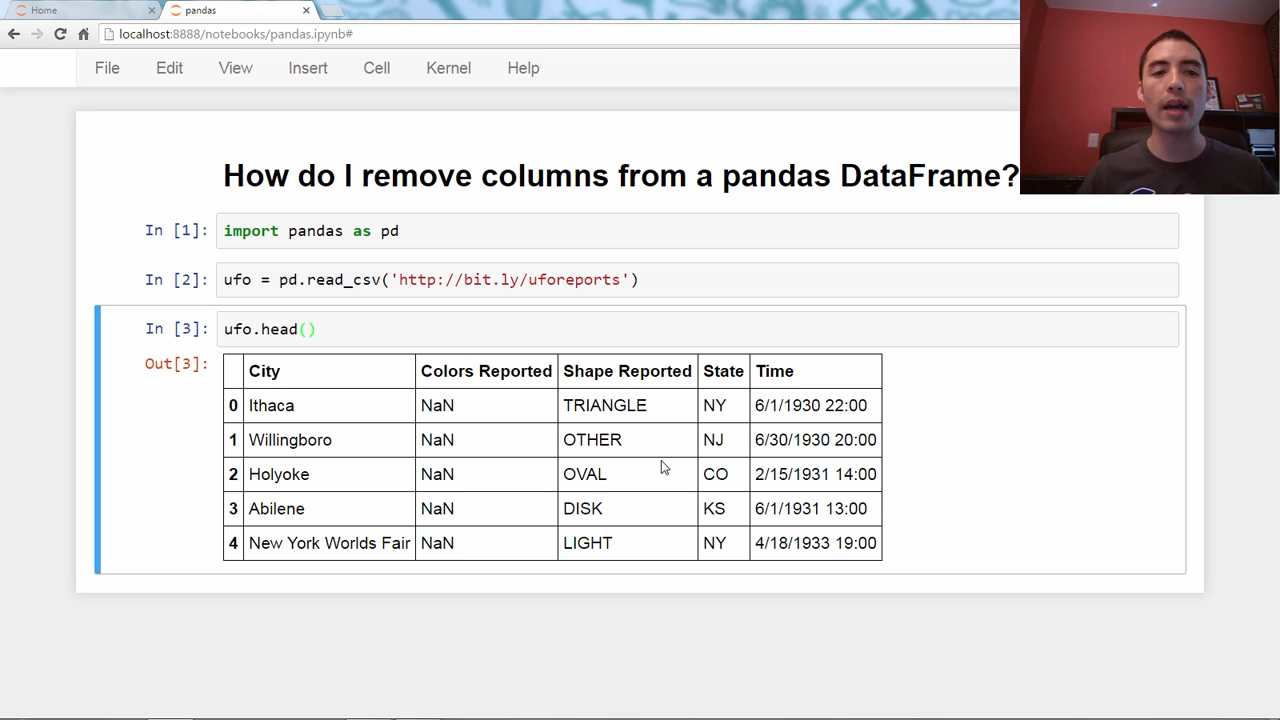 Home
pandas
localhost:8888/notebooks/pandas.ipynb#
File Edit View Insert Cell Kernel Help
How do I remove columns from a pandas DataFrame?
In [1]: import pandas as pd
In [2]: ufo = pd.read_csv('http://bit.ly/uforeports')
In [3]: ufo.head()
Out[3]:
City Colors Reported Shape Reported State Time
0 Ithaca NaN TRIANGLE NY 6/1/1930 22:00
1 Willingboro NaN OTHER NJ 6/30/1930 20:00
2 Holyoke NaN OVAL CO 2/15/1931 14:00
3 Abilene NaN DISK KS 6/1/1931 13:00
4 New York Worlds Fair NaN LIGHT NY 4/18/1933 19:00